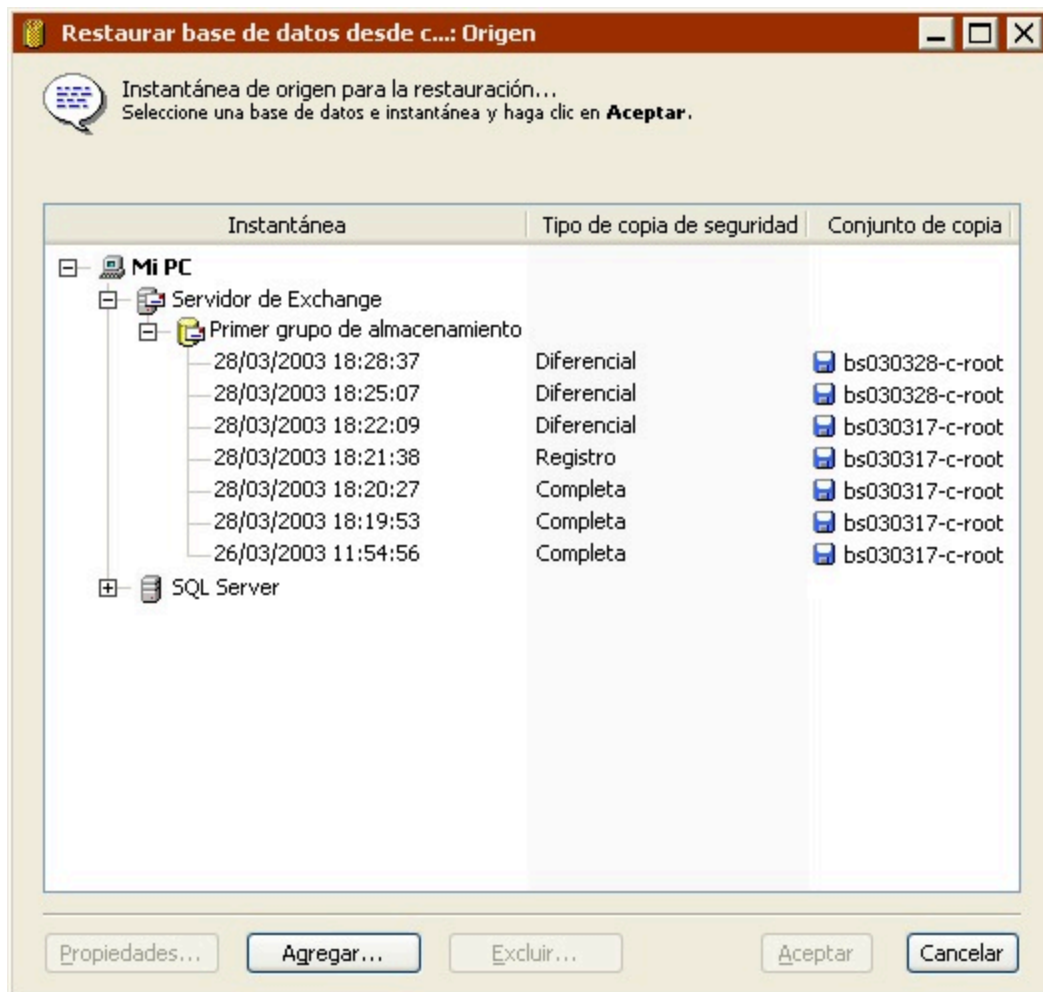 Restaurar base de datos desde c...: Origen
Instantánea de origen para la restauración...
Seleccione una base de datos e instantánea y haga clic en Aceptar.
Instantánea Tipo de copia de seguridad Conjunto de copia
Mi PC
Servidor de Exchange
Primer grupo de almacenamiento
28/03/2003 18:28:37 Diferencial bs030328-c-root
28/03/2003 18:25:07 Diferencial bs030328-c-root
28/03/2003 18:22:09 Diferencial bs030317-c-root
28/03/2003 18:21:38 Registro bs030317-c-root
28/03/2003 18:20:27 Completa bs030317-c-root
28/03/2003 18:19:53 Completa bs030317-c-root
26/03/2003 11:54:56 Completa bs030317-c-root
SQL Server
Propiedades... Agregar... Excluir... Aceptar Cancelar